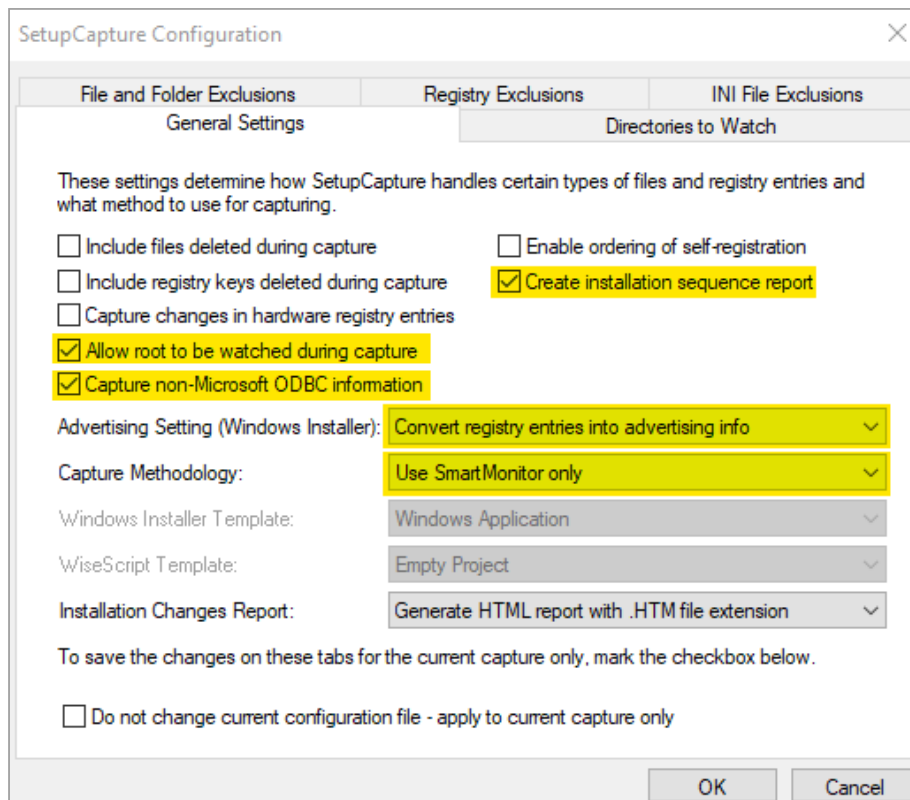 SetupCapture Configuration
File and Folder Exclusions
Registry Exclusions
INI File Exclusions
General Settings
Directories to Watch
These settings determine how SetupCapture handles certain types of files and registry entries and
what method to use for capturing.
Include files deleted during capture
Enable ordering of self-registration
Include registry keys deleted during capture
Create installation sequence report
Capture changes in hardware registry entries
Allow root to be watched during capture
Capture non-Microsoft ODBC information
Advertising Setting (Windows Installer): Convert registry entries into advertising info
Capture Methodology: Use SmartMonitor only
Windows Installer Template: Windows Application
WiseScript Template: Empty Project
Installation Changes Report: Generate HTML report with .HTM file extension
To save the changes on these tabs for the current capture only, mark the checkbox below.
Do not change current configuration file - apply to current capture only
OK
Cancel